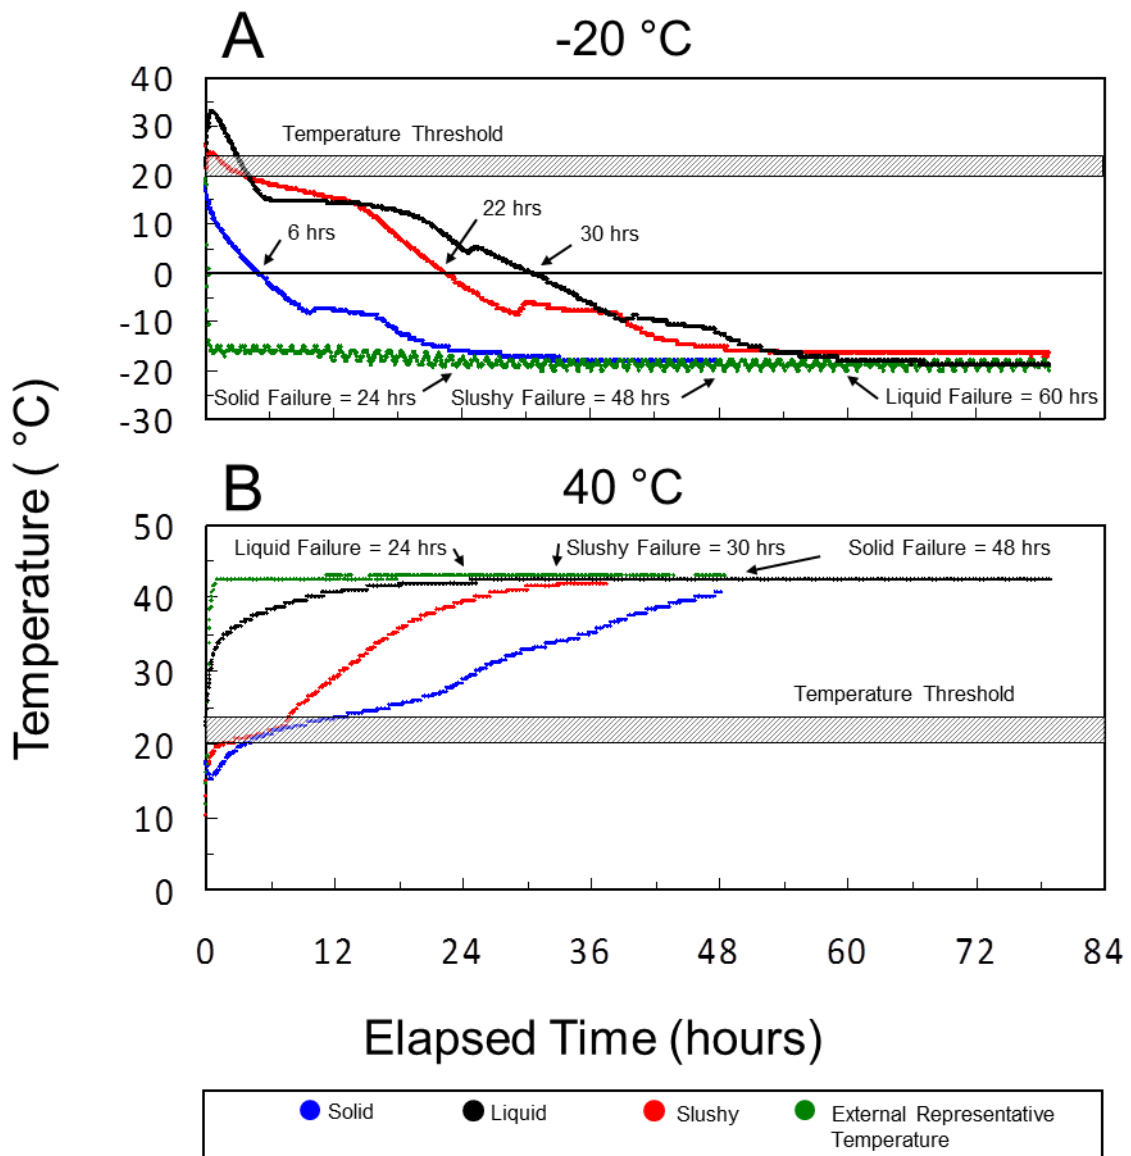 A
-20 °C
40
30
20
10
0
-10
-20
-30
Temperature Threshold
6 hrs
22 hrs
30 hrs
Solid Failure = 24 hrs
Slushy Failure = 48 hrs
Liquid Failure = 60 hrs
Temperature ( °C)
B
40 °C
50
40
30
20
10
0
Liquid Failure = 24 hrs
Slushy Failure = 30 hrs
Solid Failure = 48 hrs
Temperature Threshold
0
12
24
36
48
60
72
84
Elapsed Time (hours)
Solid
Liquid
Slushy
External Representative
Temperature